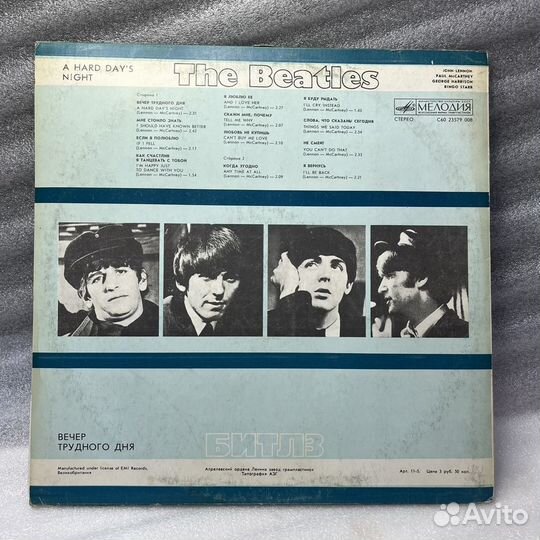 A HARD DAY'S
NIGHT
The Beatles
JOHN LENNON
PAUL McCARTNEY
GEORGE HARRISON
RINGO STARR
МЕЛОДИЯ
СТЕРЕО
С60 23579 008
Сторона 1
ВЕЧЕР ТРУДНОГО ДНЯ
A HARD DAY'S NIGHT
(Lennon — McCartney) — 2.31
МНЕ СТОИЛО ЗНАТЬ
I SHOULD HAVE KNOWN BETTER
(Lennon — McCartney) — 2.42
ЕСЛИ Я ПОЛЮБЛЮ
IF I FELL
(Lennon — McCartney) — 2.17
КАК СЧАСТЛИВ
Я ТАНЦЕВАТЬ С ТОБОЙ
I'M HAPPY JUST
TO DANCE WITH YOU
(Lennon — McCartney) — 1.54
Я ЛЮБЛЮ ЕЕ
AND I LOVE HER
(Lennon — McCartney) — 2.27
СКАЖИ МНЕ, ПОЧЕМУ
TELL ME WHY
(Lennon — McCartney) — 2.07
ЛЮБОВЬ НЕ КУПИШЬ
CAN'T BUY ME LOVE
(Lennon — McCartney) — 2.10
Сторона 2
КОГДА УГОДНО
ANY TIME AT ALL
(Lennon — McCartney) — 2.09
Я БУДУ РЫДАТЬ
I'LL CRY INSTEAD
(Lennon — McCartney) — 1.43
СЛОВА, ЧТО СКАЗАНЫ СЕГОДНЯ
THINGS WE SAID TODAY
(Lennon — McCartney) — 2.34
НЕ СМЕЙ!
YOU CAN'T DO THAT
(Lennon — McCartney) — 2.33
Я ВЕРНУСЬ
I'LL BE BACK
(Lennon — McCartney) — 2.21
ВЕЧЕР
ТРУДНОГО ДНЯ
БИТЛЗ
Manufactured under license of EMI Records,
Великобритания
Апрелевский ордена Ленина завод грампластинок
Типография АЗГ
Арт. 11-5. Цена 3 руб. 50 коп.
Avito